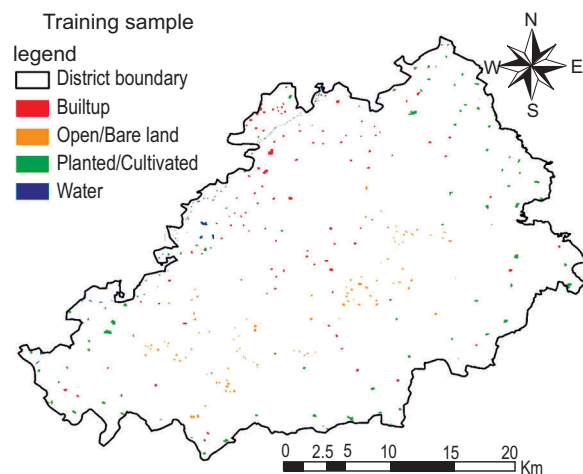 Training sample
legend
District boundary
Builtup
Open/Bare land
Planted/Cultivated
Water
N
W E
S
0 2.5 5 10 15 20
Km